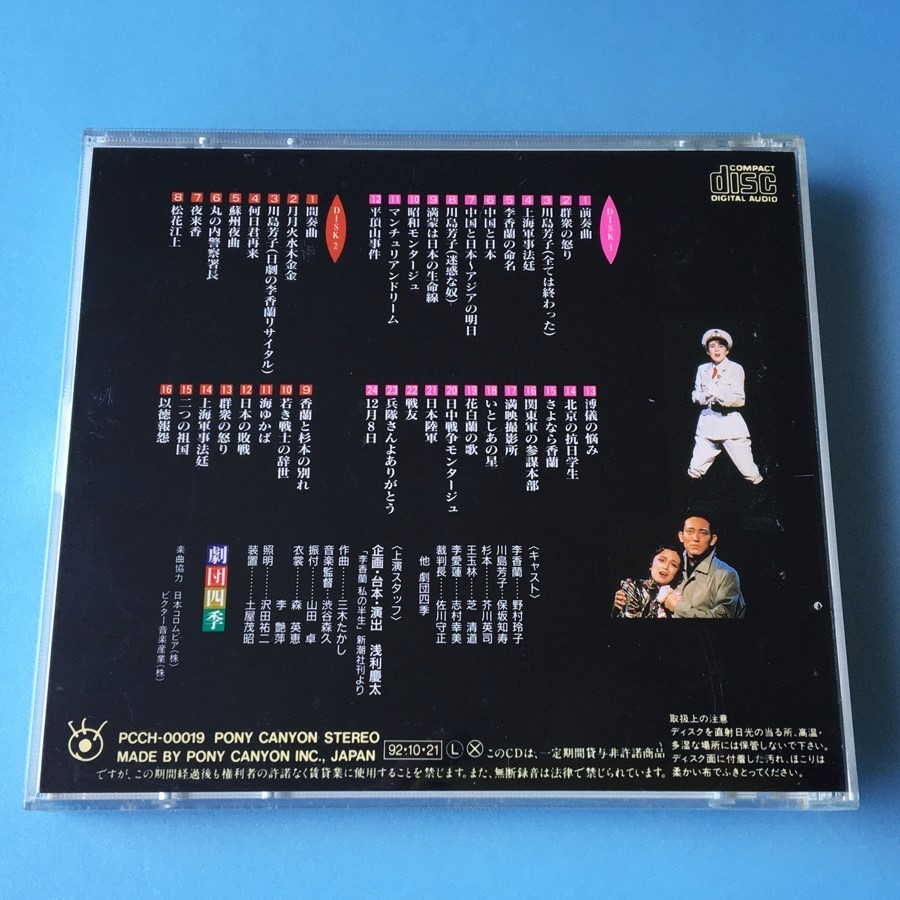 COMPACT
disc
DIGITAL AUDIO
DISK 1
1 前奏曲
2 群衆の怒り
3 川島芳子(全ては終わった)
4 上海軍事法廷
5 李香蘭の命名
6 中国と日本
7 中国と日本〜アジアの明日
8 川島芳子(迷惑な奴)
9 満蒙は日本の生命線
10 昭和モンタージュ
11 マンチュリアンドリーム
12 平頂山事件
13 溥儀の悩み
14 北京の抗日学生
15 さよなら香蘭
16 関東軍の参謀本部
17 満映撮影所
18 いとしあの星
19 花白蘭の歌
20 日中戦争モンタージュ
21 日本陸軍
22 戦友
23 兵隊さんよありがとう
24 12月8日
DISK 2
1 間奏曲
2 月月火水木金金
3 川島芳子(日劇の李香蘭リサイタル)
4 何日君再来
5 蘇州夜曲
6 丸の内警察署長
7 夜来香
8 松花江上
9 香蘭と杉本の別れ
10 若き戦士の辞世
11 海ゆかば
12 日本の敗戦
13 群衆の怒り
14 上海軍事法廷
15 二つの祖国
16 以徳報怨
〈キャスト〉
李香蘭……野村玲子
川島芳子……保坂知寿
杉本……芥川英司
王玉林……芝 清道
李愛蓮……志村幸美
裁判長……佐川守正
他 劇団四季
〈上演スタッフ〉
企画・台本・演出 浅利慶太
「李香蘭 私の半生」新潮社刊より
作曲……三木たかし
音楽監督……渋谷森久
振付……山田 卓
衣裳……森 英恵
李 艶萍
照明……沢田祐二
装置……土屋茂昭
劇団四季
楽曲協力 日本コロムビア(株)
ビクター音楽産業(株)
PCCH-00019 PONY CANYON STEREO
MADE BY PONY CANYON INC., JAPAN
92・10・21 L X このCDは、一定期間貸与非許諾商品
ですが、この期間経過後も権利者の許諾なく賃貸業に使用することを禁じます。また、無断録音は法律で禁じられています。
取扱上の注意
ディスクを直射日光の当る所、高温・
多湿な場所には保管しないで下さい。
ディスク面に付着した汚れ、ほこりは
柔かい布でふきとってください。